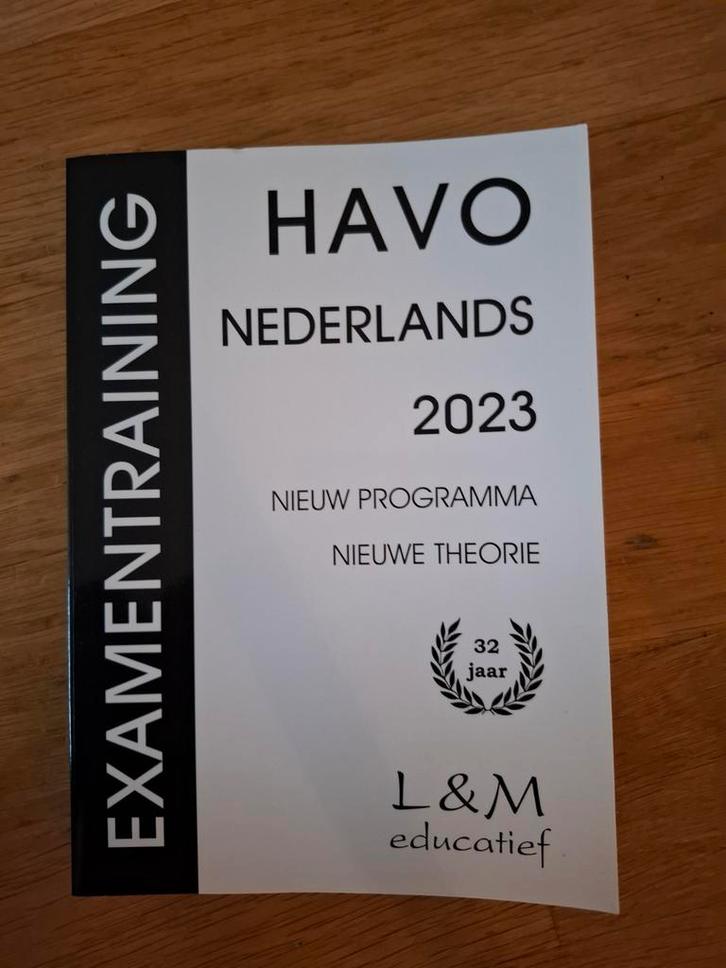 EXAMENTRAINING
HAVO
NEDERLANDS
2023
NIEUW PROGRAMMA
NIEUWE THEORIE
32
jaar
L&M
educatief